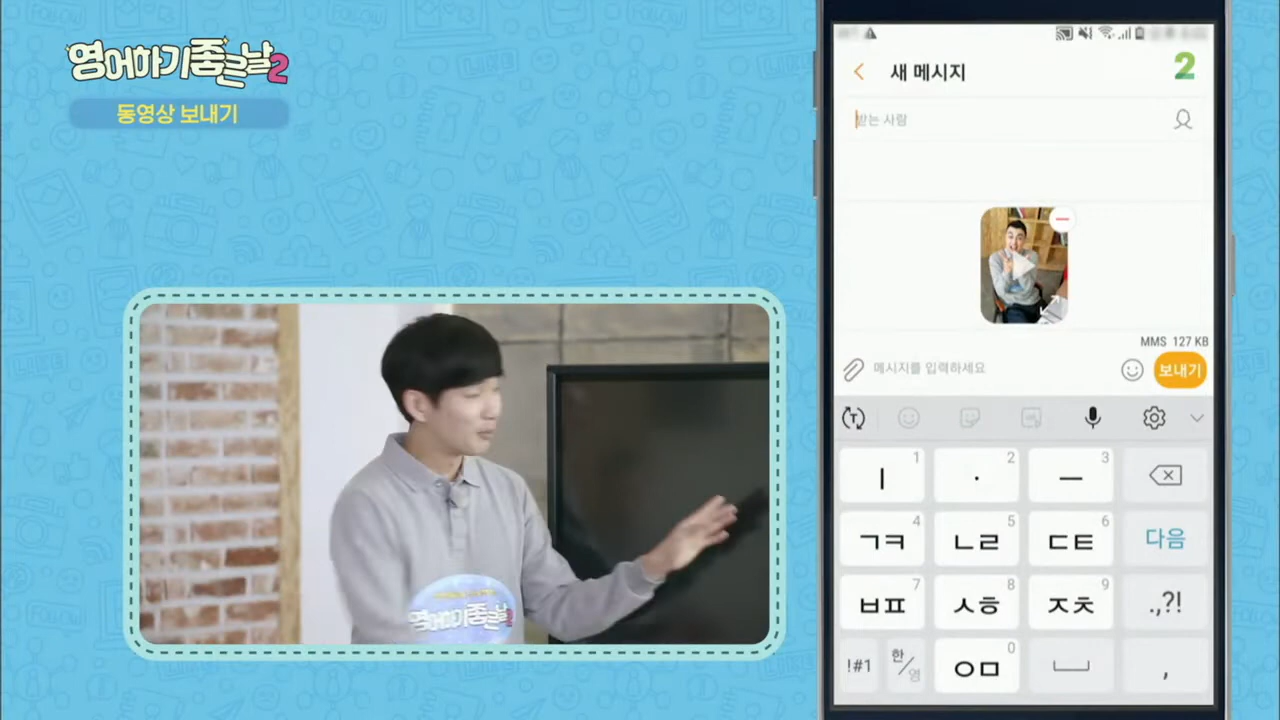 영어하기좋은날2
동영상 보내기
새 메시지
2
받는 사람
MMS 127 KB
메시지를 입력하세요
보내기
ㅣ 1
· 2
ㅡ 3
ㄱㅋ 4
ㄴㄹ 5
ㄷㅌ 6
다음
ㅂㅍ 7
ㅅㅎ 8
ㅈㅊ 9
.,?!
!#1
한/영
ㅇㅁ 0
,
영어하기좋은날2
LIKE
FOLLOW